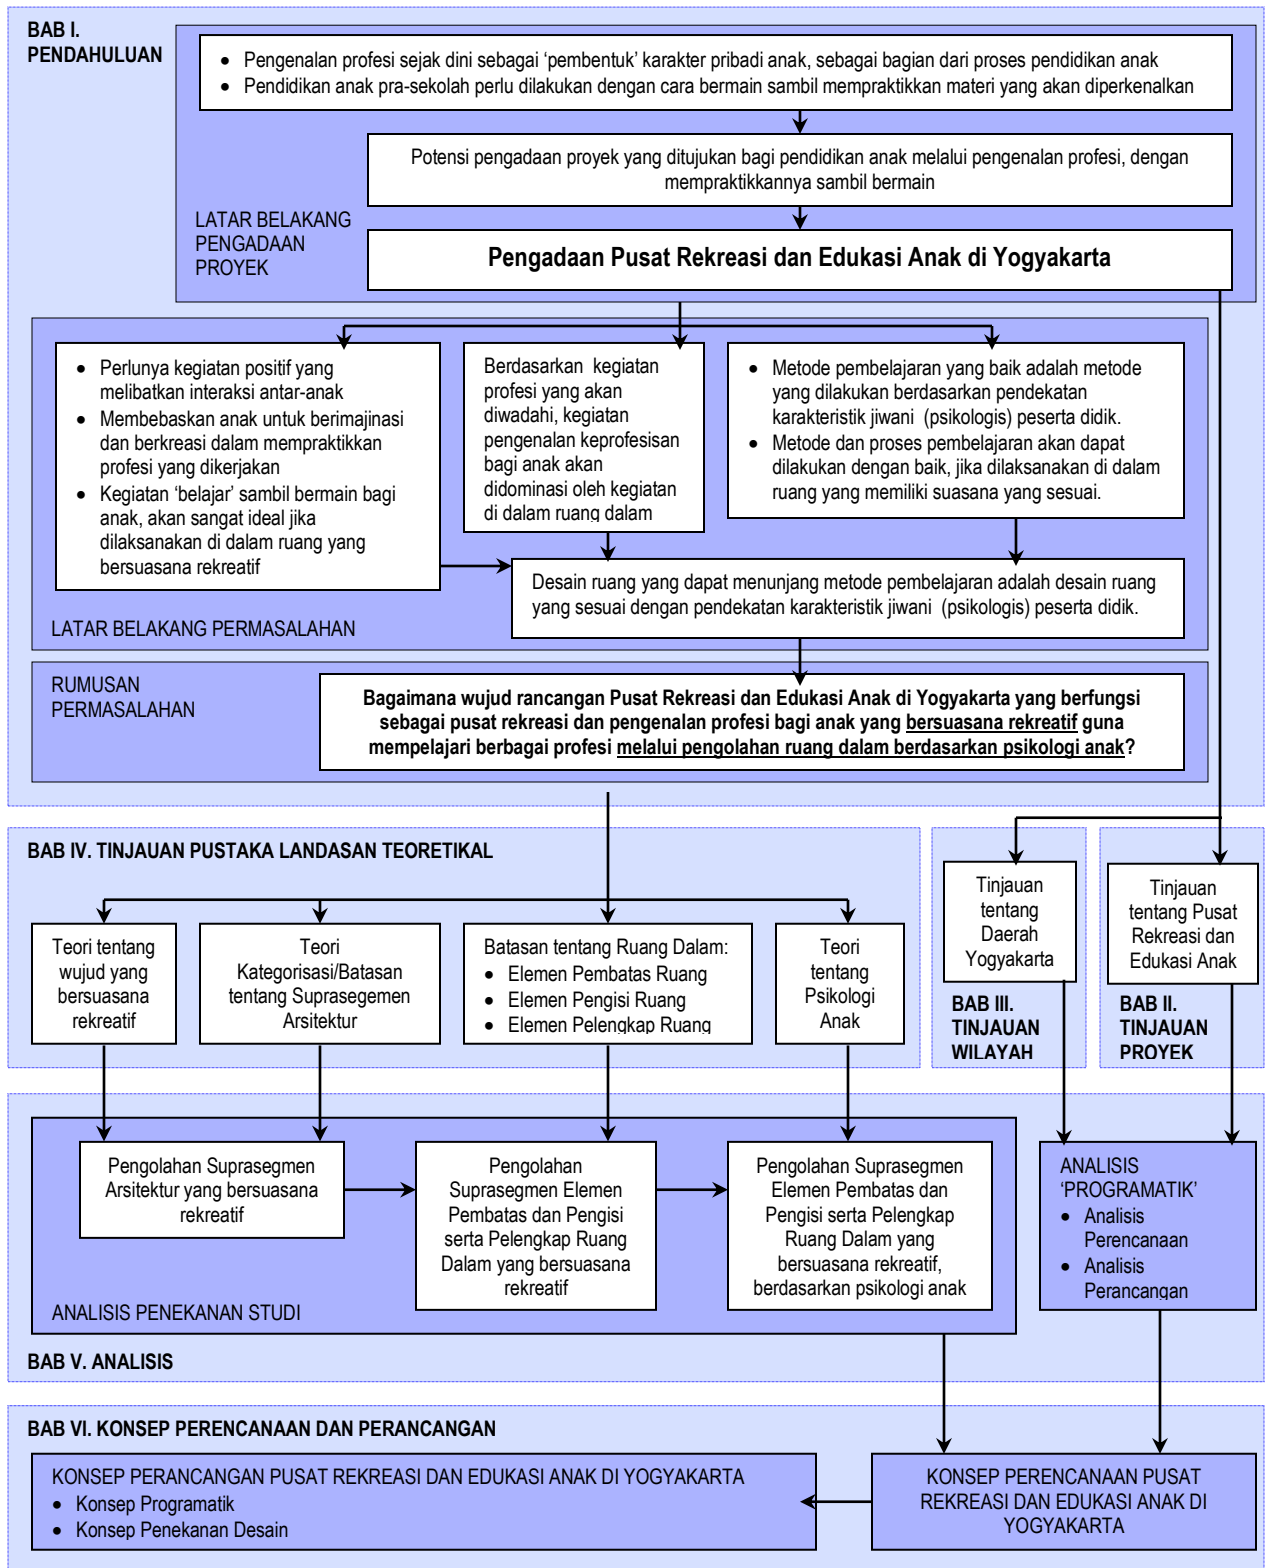 BAB I.
PENDAHULUAN
• Pengenalan profesi sejak dini sebagai ‘pembentuk’ karakter pribadi anak, sebagai bagian dari proses pendidikan anak
• Pendidikan anak pra-sekolah perlu dilakukan dengan cara bermain sambil mempraktikkan materi yang akan diperkenalkan
Potensi pengadaan proyek yang ditujukan bagi pendidikan anak melalui pengenalan profesi, dengan
mempraktikkannya sambil bermain
LATAR BELAKANG
PENGADAAN
PROYEK
Pengadaan Pusat Rekreasi dan Edukasi Anak di Yogyakarta
• Perlunya kegiatan positif yang
melibatkan interaksi antar-anak
• Membebaskan anak untuk berimajinasi
dan berkreasi dalam mempraktikkan
profesi yang dikerjakan
• Kegiatan ‘belajar’ sambil bermain bagi
anak, akan sangat ideal jika
dilaksanakan di dalam ruang yang
bersuasana rekreatif
Berdasarkan kegiatan
profesi yang akan
diwadahi, kegiatan
pengenalan keprofesisan
bagi anak akan
didominasi oleh kegiatan
di dalam ruang dalam
• Metode pembelajaran yang baik adalah metode
yang dilakukan berdasarkan pendekatan
karakteristik jiwani (psikologis) peserta didik.
• Metode dan proses pembelajaran akan dapat
dilakukan dengan baik, jika dilaksanakan di dalam
ruang yang memiliki suasana yang sesuai.
Desain ruang yang dapat menunjang metode pembelajaran adalah desain ruang
yang sesuai dengan pendekatan karakteristik jiwani (psikologis) peserta didik.
LATAR BELAKANG PERMASALAHAN
RUMUSAN
PERMASALAHAN
Bagaimana wujud rancangan Pusat Rekreasi dan Edukasi Anak di Yogyakarta yang berfungsi
sebagai pusat rekreasi dan pengenalan profesi bagi anak yang bersuasana rekreatif guna
mempelajari berbagai profesi melalui pengolahan ruang dalam berdasarkan psikologi anak?
BAB IV. TINJAUAN PUSTAKA LANDASAN TEORETIKAL
Teori tentang
wujud yang
bersuasana
rekreatif
Teori
Kategorisasi/Batasan
tentang Suprasegemen
Arsitektur
Batasan tentang Ruang Dalam:
• Elemen Pembatas Ruang
• Elemen Pengisi Ruang
• Elemen Pelengkap Ruang
Teori
tentang
Psikologi
Anak
Tinjauan
tentang
Daerah
Yogyakarta
BAB III.
TINJAUAN
WILAYAH
Tinjauan
tentang Pusat
Rekreasi dan
Edukasi Anak
BAB II.
TINJAUAN
PROYEK
Pengolahan Suprasegmen
Arsitektur yang bersuasana
rekreatif
Pengolahan
Suprasegmen Elemen
Pembatas dan Pengisi
serta Pelengkap Ruang
Dalam yang bersuasana
rekreatif
Pengolahan Suprasegmen
Elemen Pembatas dan
Pengisi serta Pelengkap
Ruang Dalam yang
bersuasana rekreatif,
berdasarkan psikologi anak
ANALISIS
‘PROGRAMATIK’
• Analisis
Perencanaan
• Analisis
Perancangan
ANALISIS PENEKANAN STUDI
BAB V. ANALISIS
BAB VI. KONSEP PERENCANAAN DAN PERANCANGAN
KONSEP PERANCANGAN PUSAT REKREASI DAN EDUKASI ANAK DI YOGYAKARTA
• Konsep Programatik
• Konsep Penekanan Desain
KONSEP PERENCANAAN PUSAT
REKREASI DAN EDUKASI ANAK DI
YOGYAKARTA